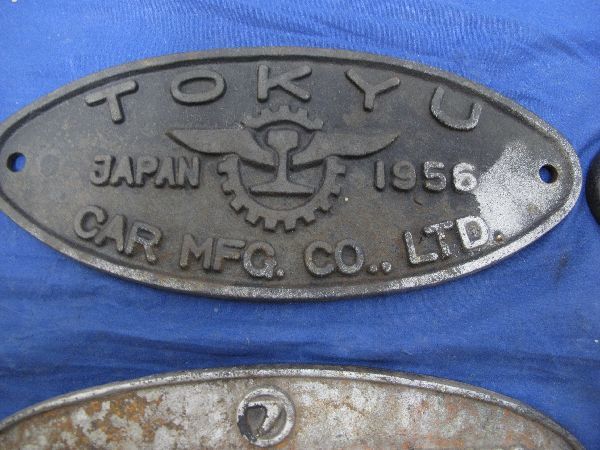 TOKYU
JAPAN 1956
CAR MFG. CO., LTD.